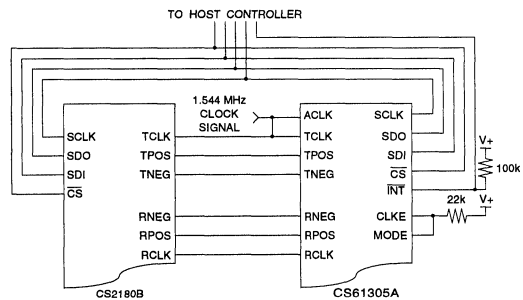 TO HOST CONTROLLER
1.544 MHz
CLOCK
SIGNAL
SCLK
SDO
SDI
CS
TCLK
TPOS
TNEG
RNEG
RPOS
RCLK
CS2180B
ACLK
TCLK
TPOS
TNEG
RNEG
RPOS
RCLK
SCLK
SDO
SDI
CS
INT
CLKE
MODE
CS61305A
V+
100k
22k
V+